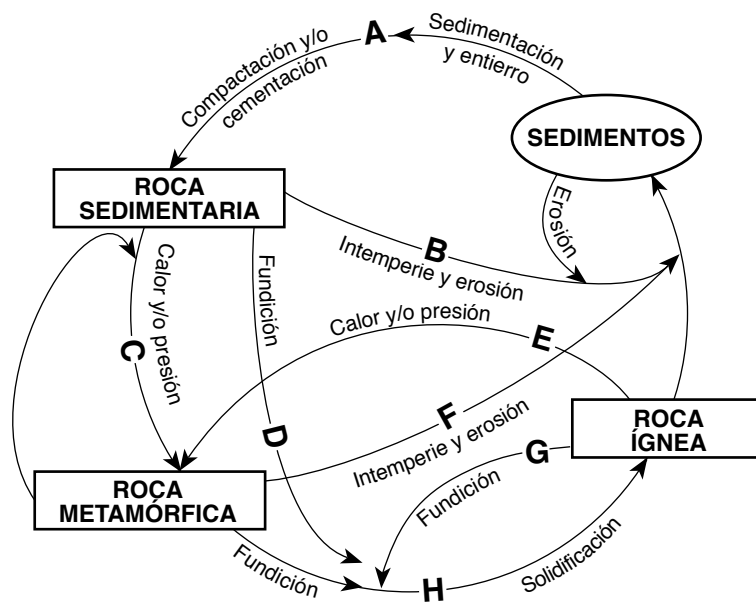 A
Sedimentación
y entierro
Compactación y/o
cementación
SEDIMENTOS
ROCA
SEDIMENTARIA
Erosión
B
Intemperie y erosión
Fundición
Calor y/o presión
C
Calor y/o presión
E
D
F
Intemperie y erosión
G
Fundición
ROCA
ÍGNEA
ROCA
METAMÓRFICA
Fundición
H
Solidificación